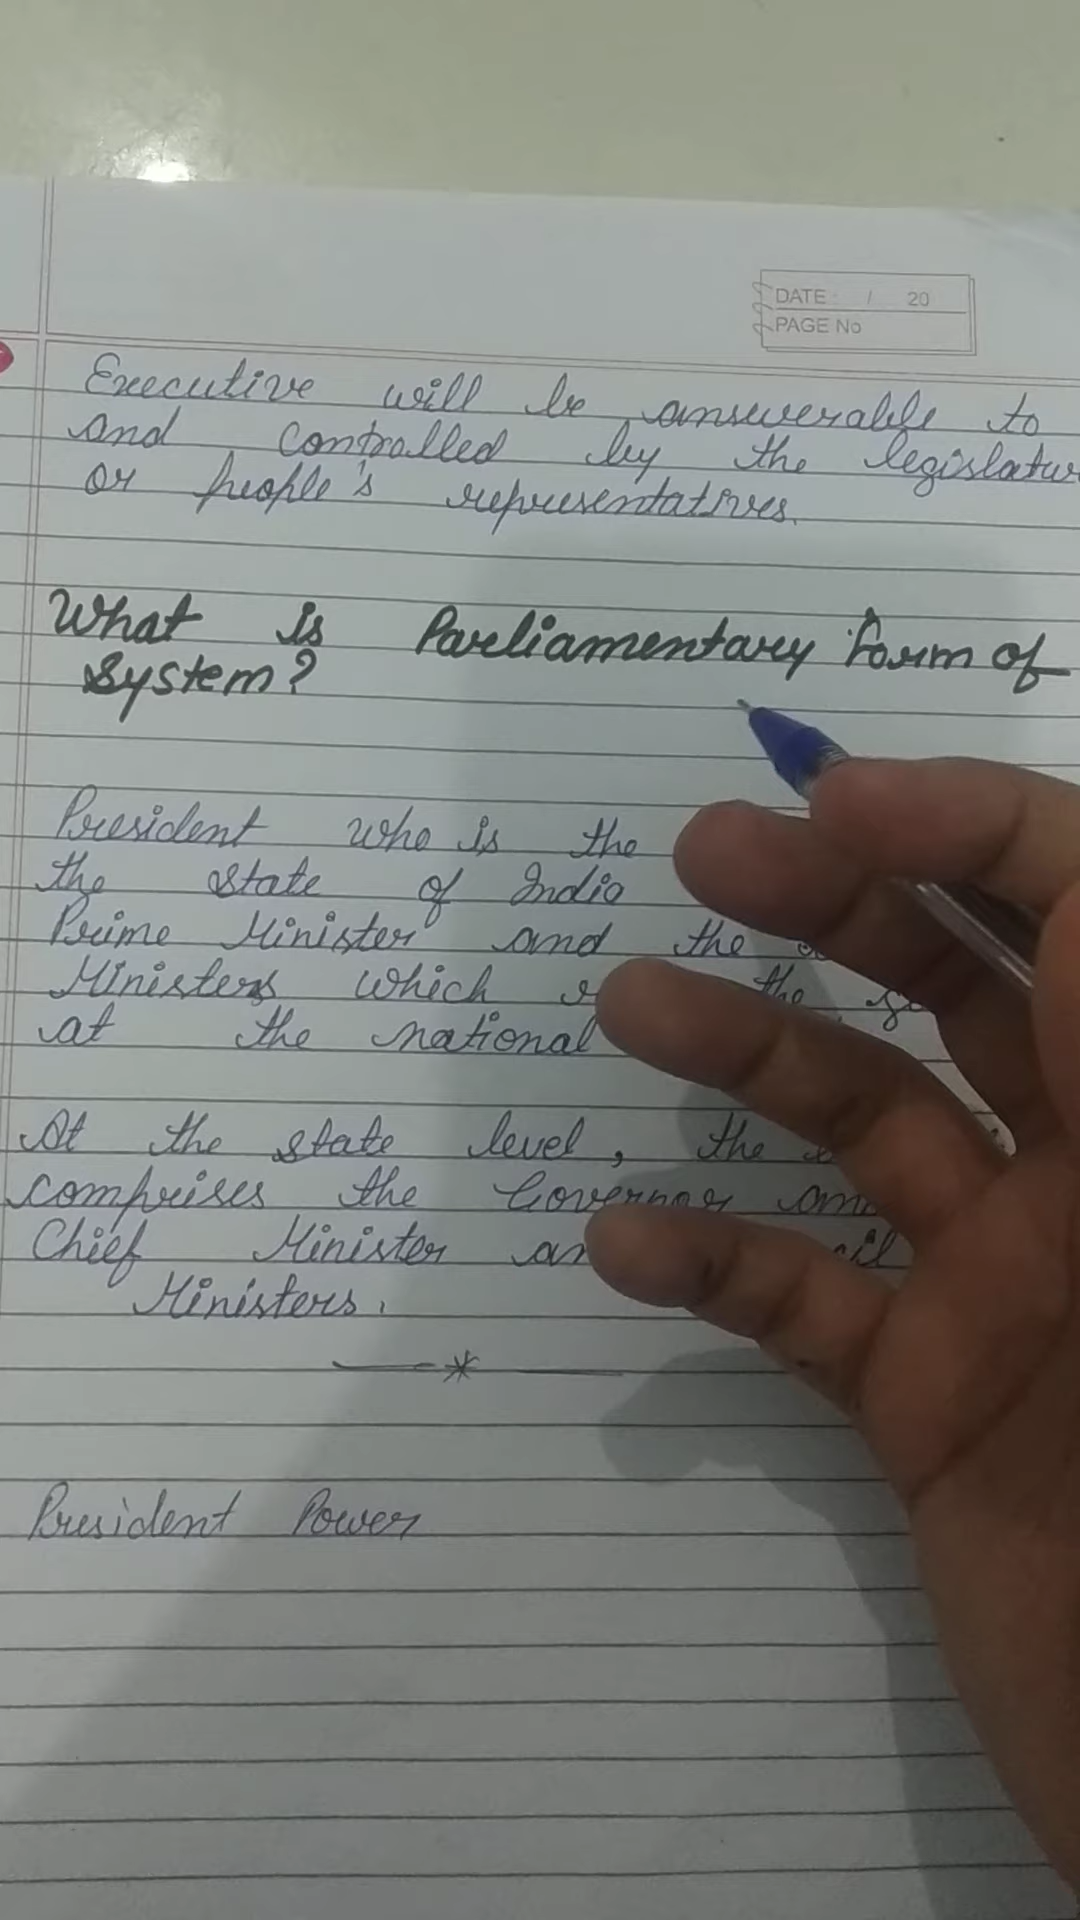 DATE / 20
PAGE No
Executive will be answerable to
and controlled by the
or people's representatives.
What is Parliamentary Form of
System?
President who is the
the state of India
Prime Minister and the
Ministers which the
at the national
At the state level, the
comprises the Governor
Chief Minister
Ministers.
President Power